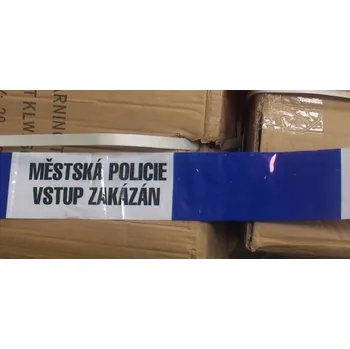 MĚSTSKÁ POLICIE
VSTUP ZAKÁZÁN